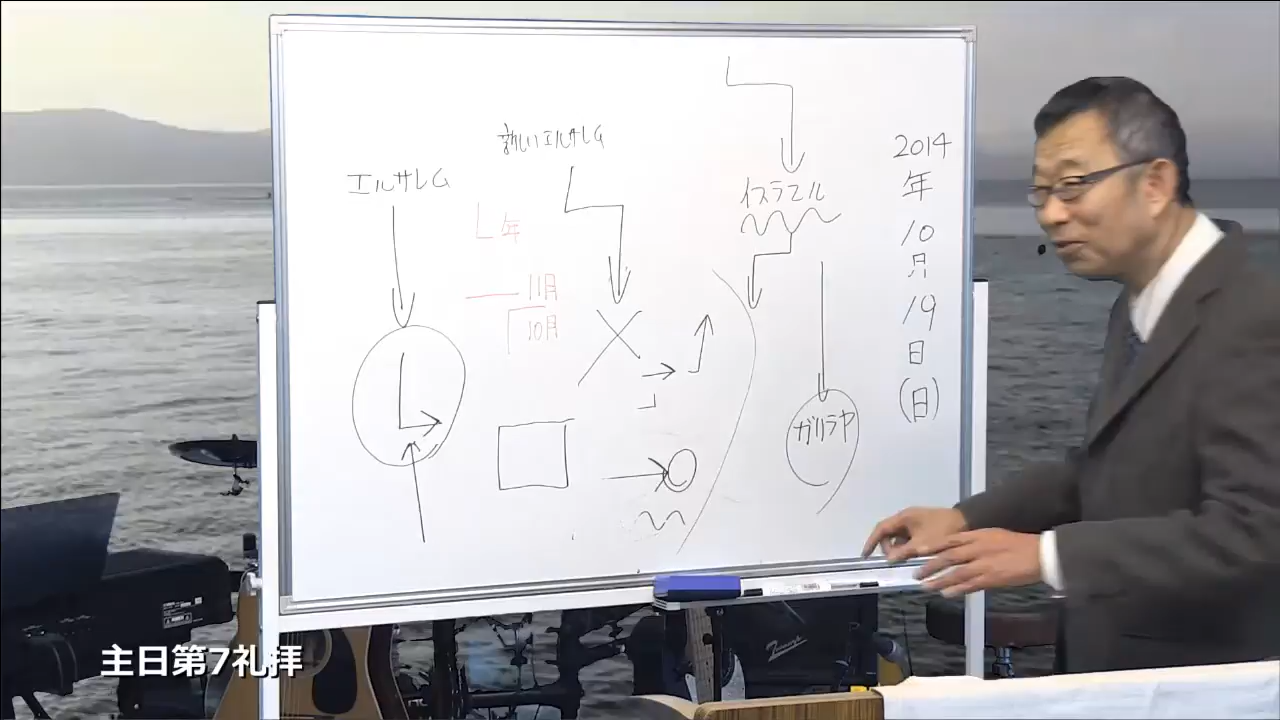 エルサレム
新しいエルサレム
年
11月
10月
イスラエル
ガリラヤ
2014
年
10
月
19
日
(日)
主日第7礼拝